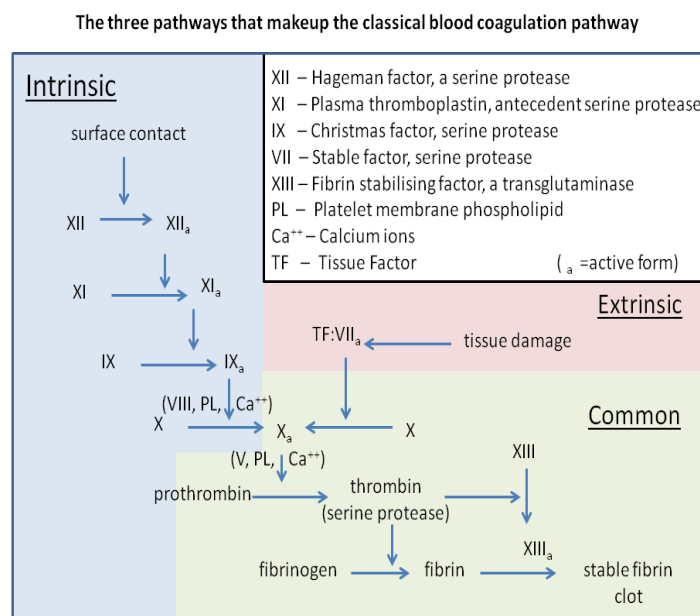 The three pathways that makeup the classical blood coagulation pathway
Intrinsic
XII – Hageman factor, a serine protease
XI – Plasma thromboplastin, antecedent serine protease
IX – Christmas factor, serine protease
VII – Stable factor, serine protease
XIII – Fibrin stabilising factor, a transglutaminase
PL – Platelet membrane phospholipid
Ca++ – Calcium ions
TF – Tissue Factor ( a =active form)
surface contact
XII XIIa
XI XIa
IX IXa
Extrinsic
TF:VIIa tissue damage
Common
(VIII, PL, Ca++)
X Xa X
(V, PL, Ca++)
XIII
prothrombin thrombin
(serine protease)
XIIIa
fibrinogen fibrin stable fibrin
clot